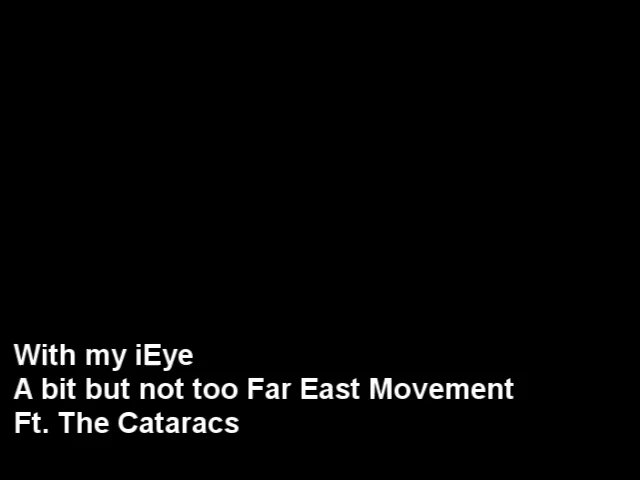 With my iEye
A bit but not too Far East Movement
Ft. The Cataracs